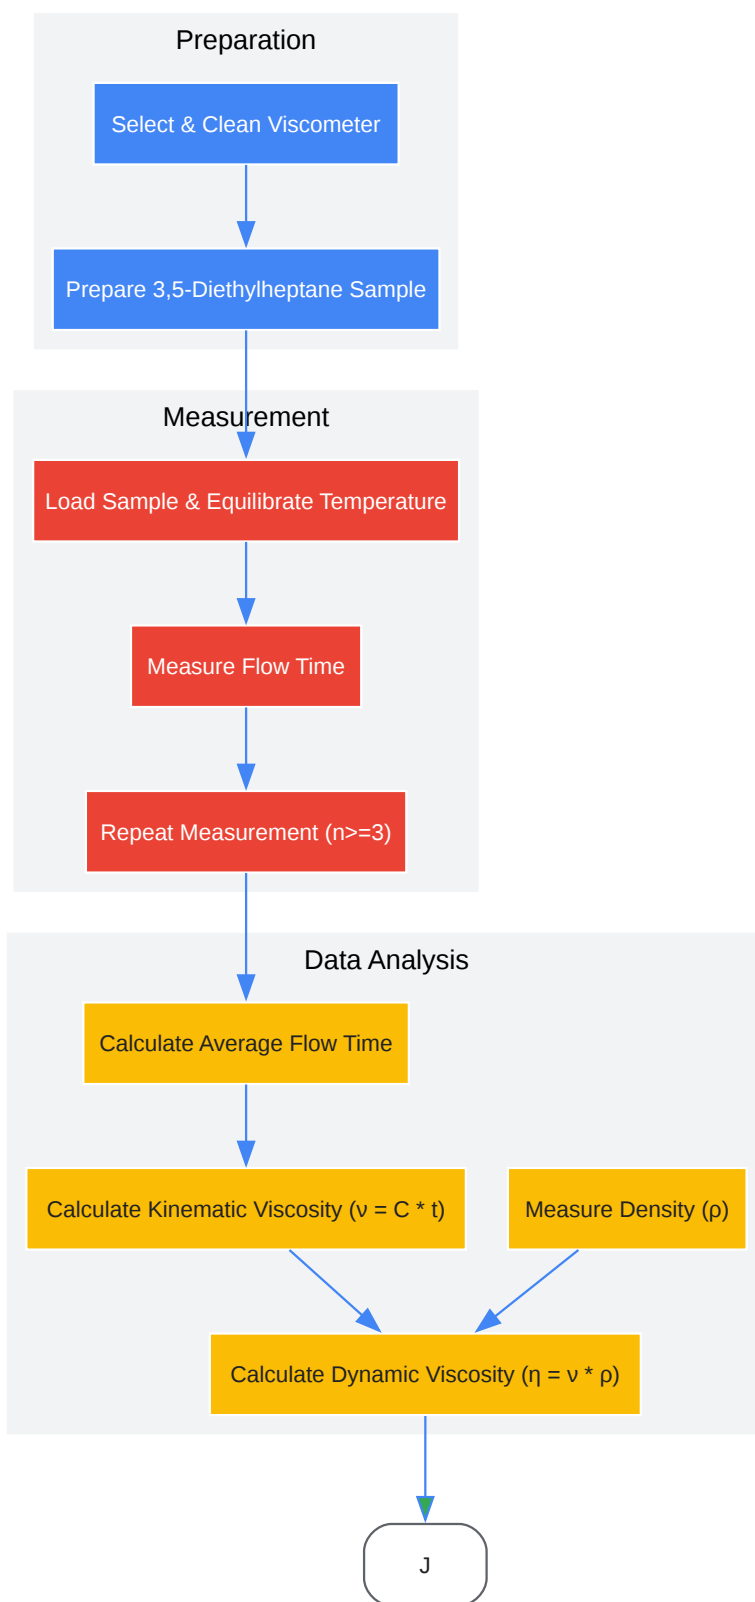 Preparation
Select & Clean Viscometer
Prepare 3,5-Diethylheptane Sample
Measurement
Load Sample & Equilibrate Temperature
Measure Flow Time
Repeat Measurement (n>=3)
Data Analysis
Calculate Average Flow Time
Calculate Kinematic Viscosity (ν = C * t)
Measure Density (ρ)
Calculate Dynamic Viscosity (η = ν * ρ)
J